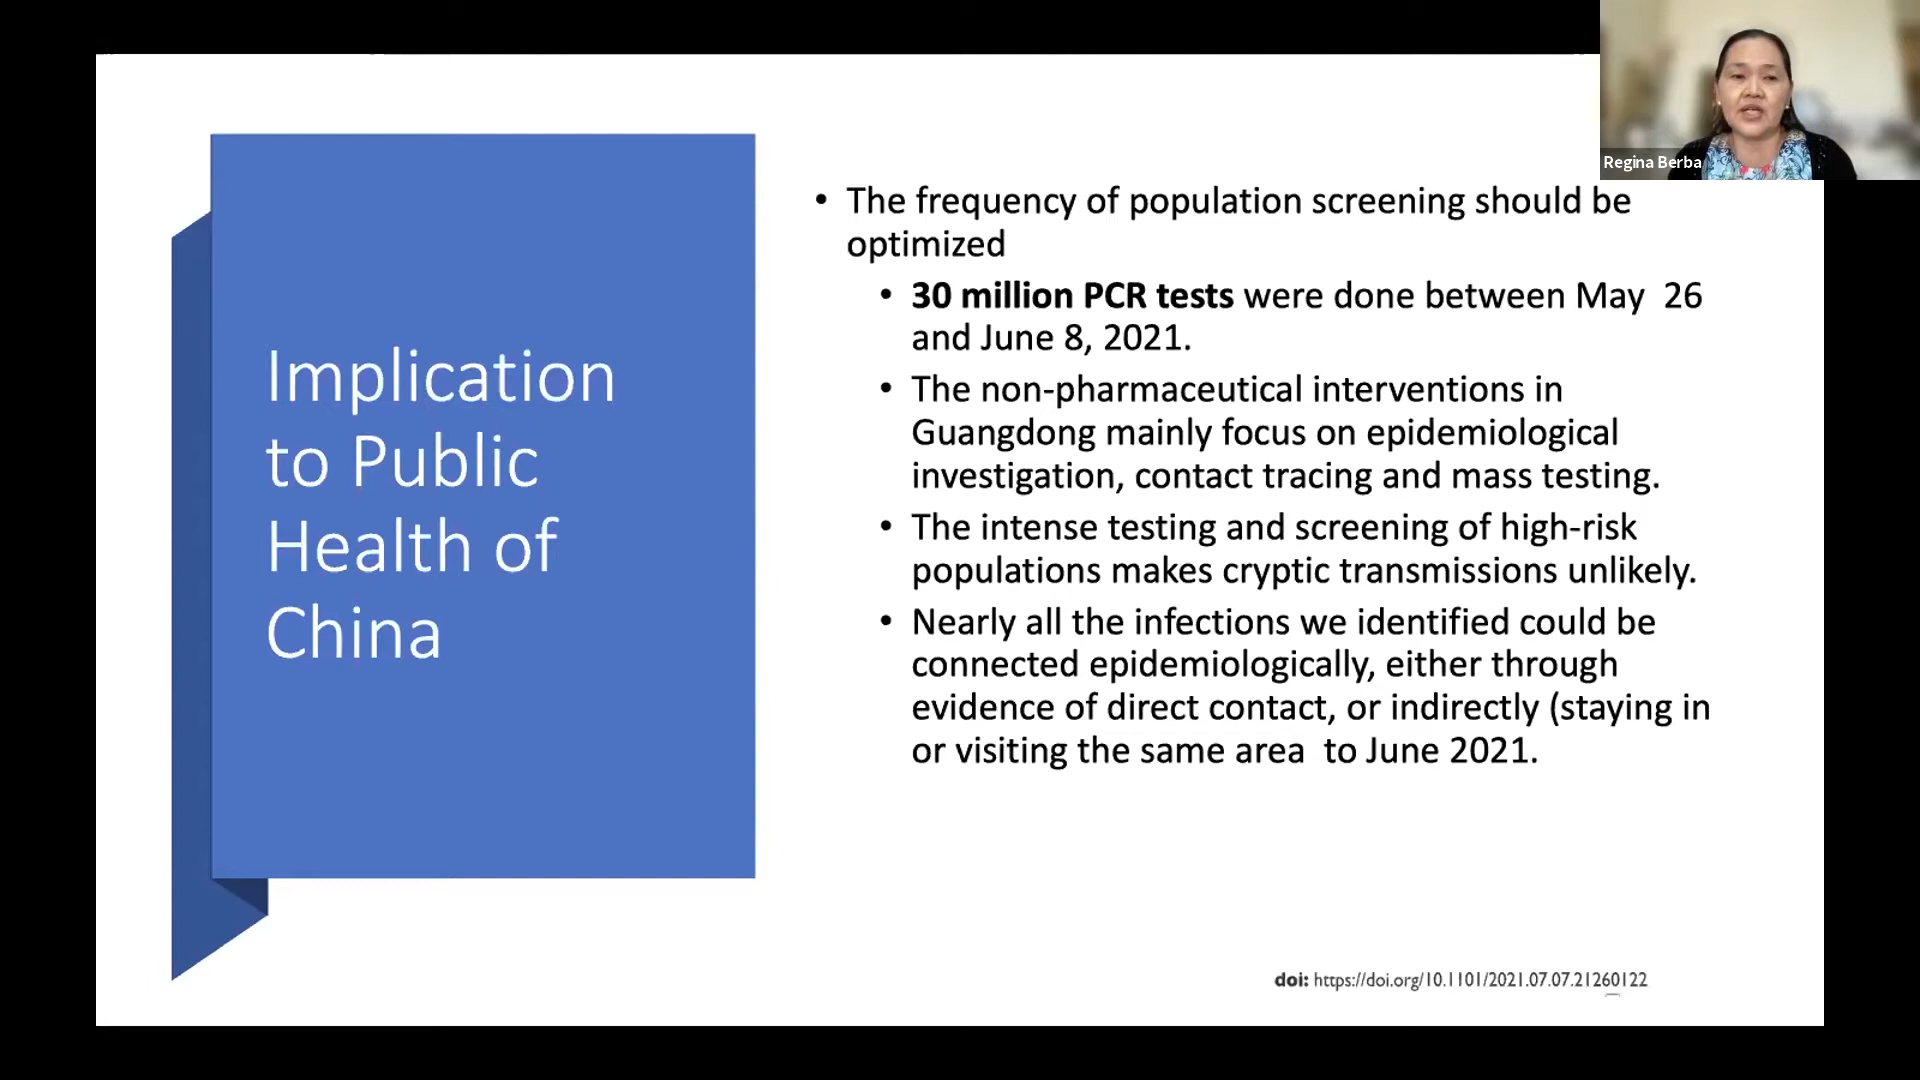 Regina Berba
Implication
to Public
Health of
China
• The frequency of population screening should be
optimized
• 30 million PCR tests were done between May  26
and June 8, 2021.
• The non-pharmaceutical interventions in
Guangdong mainly focus on epidemiological
investigation, contact tracing and mass testing.
• The intense testing and screening of high-risk
populations makes cryptic transmissions unlikely.
• Nearly all the infections we identified could be
connected epidemiologically, either through
evidence of direct contact, or indirectly (staying in
or visiting the same area  to June 2021.
doi: https://doi.org/10.1101/2021.07.07.21260122